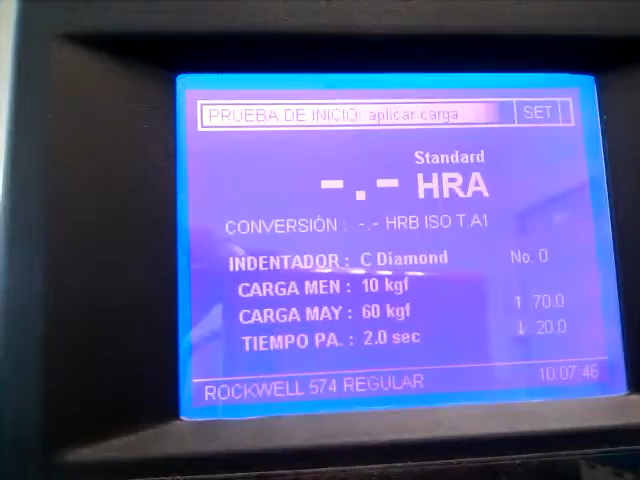 PRUEBA DE INICIO: aplicar carga SET
Standard
-.- HRA
CONVERSIÓN : -.- HRB ISO T.A1
INDENTADOR : C Diamond No. 0
CARGA MEN : 10 kgf
CARGA MAY : 60 kgf ↑ 70.0
TIEMPO PA. : 2.0 sec ↓ 20.0
ROCKWELL 574 REGULAR 10:07:46